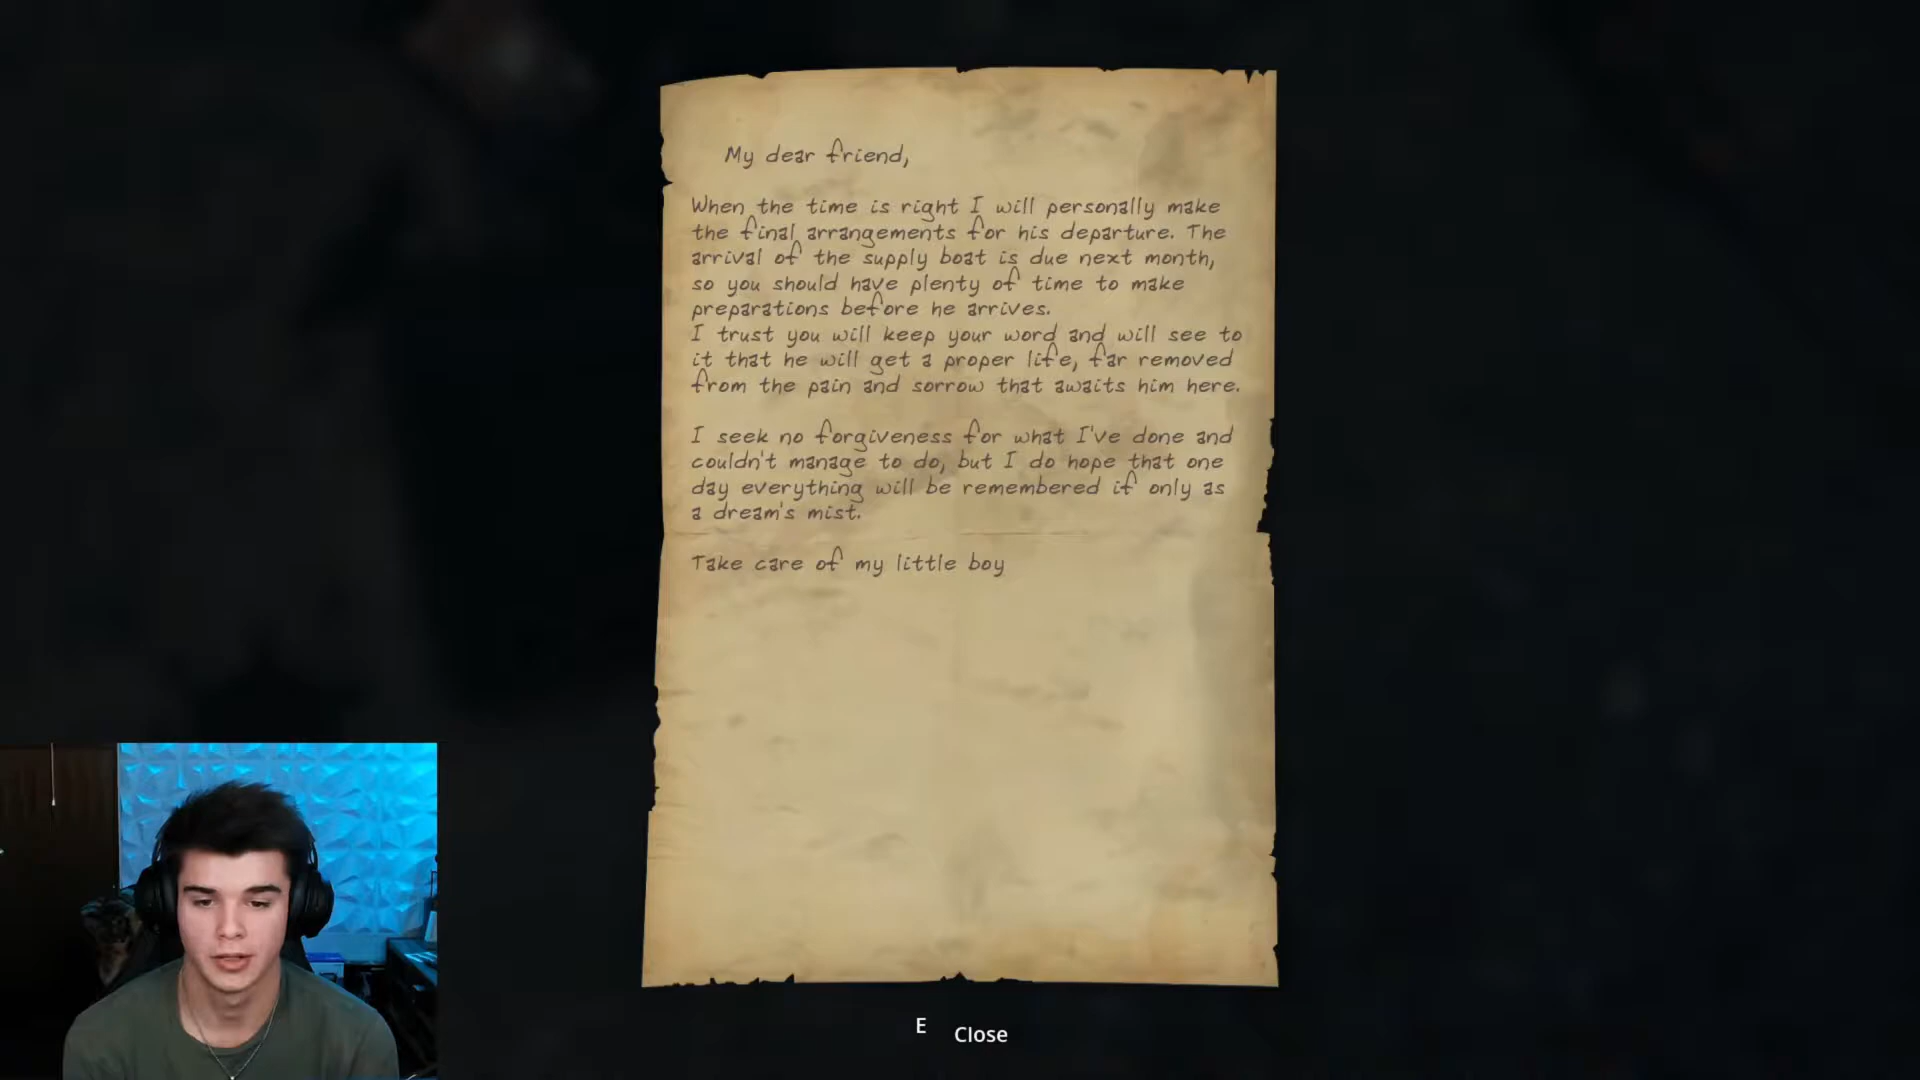 My dear friend,
When the time is right I will personally make
the final arrangements for his departure. The
arrival of the supply boat is due next month,
so you should have plenty of time to make
preparations before he arrives.
I trust you will keep your word and will see to
it that he will get a proper life, far removed
from the pain and sorrow that awaits him here.
I seek no forgiveness for what I've done and
couldn't manage to do, but I do hope that one
day everything will be remembered if only as
a dream's mist.
Take care of my little boy
E Close